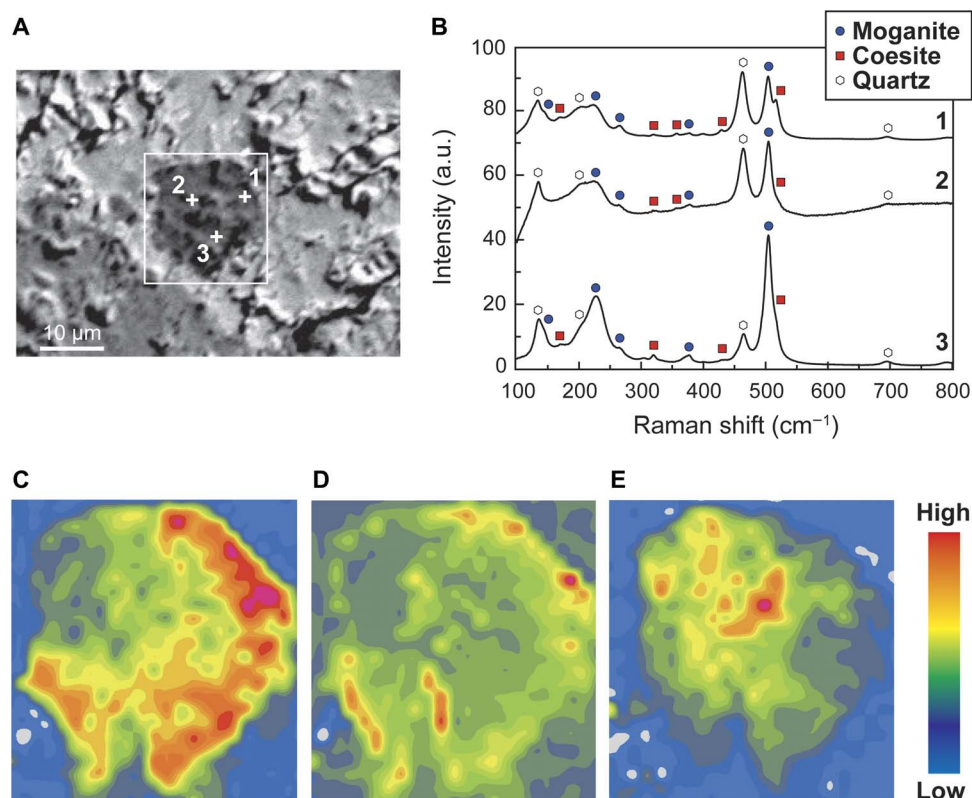 A
1
2
3
10 μm
B
Moganite
Coesite
Quartz
100
80
60
40
20
0
Intensity (a.u.)
1
2
3
100
200
300
400
500
600
700
800
Raman shift (cm⁻¹)
C
D
E
High
Low